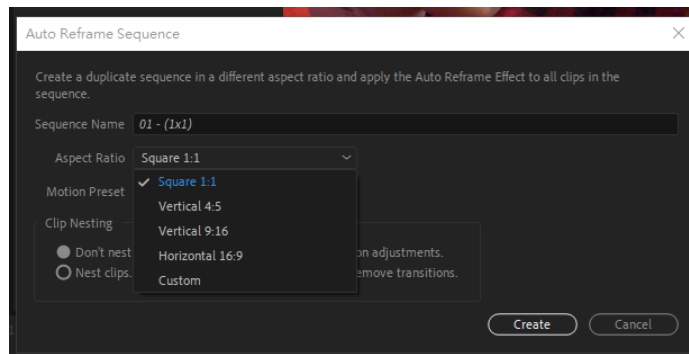 Auto Reframe Sequence
Create a duplicate sequence in a different aspect ratio and apply the Auto Reframe Effect to all clips in the
sequence.
Sequence Name 01 - (1x1)
Aspect Ratio Square 1:1
Square 1:1
Motion Preset
Vertical 4:5
Clip Nesting
Vertical 9:16
Don't nest on adjustments.
Horizontal 16:9
Nest clips. emove transitions.
Custom
Create Cancel